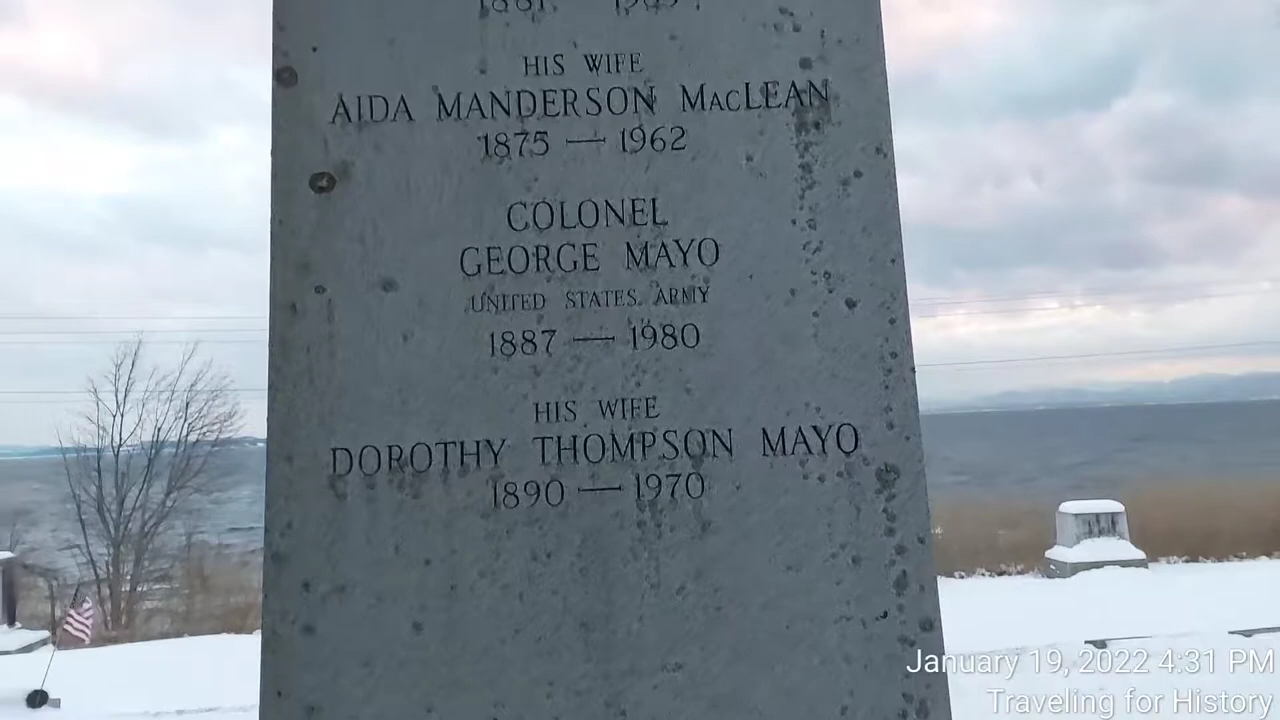 HIS WIFE
AIDA MANDERSON MacLEAN
1875 — 1962
COLONEL
GEORGE MAYO
UNITED STATES ARMY
1887 — 1980
HIS WIFE
DOROTHY THOMPSON MAYO
1890 — 1970
January 19, 2022 4:31 PM
Traveling for History